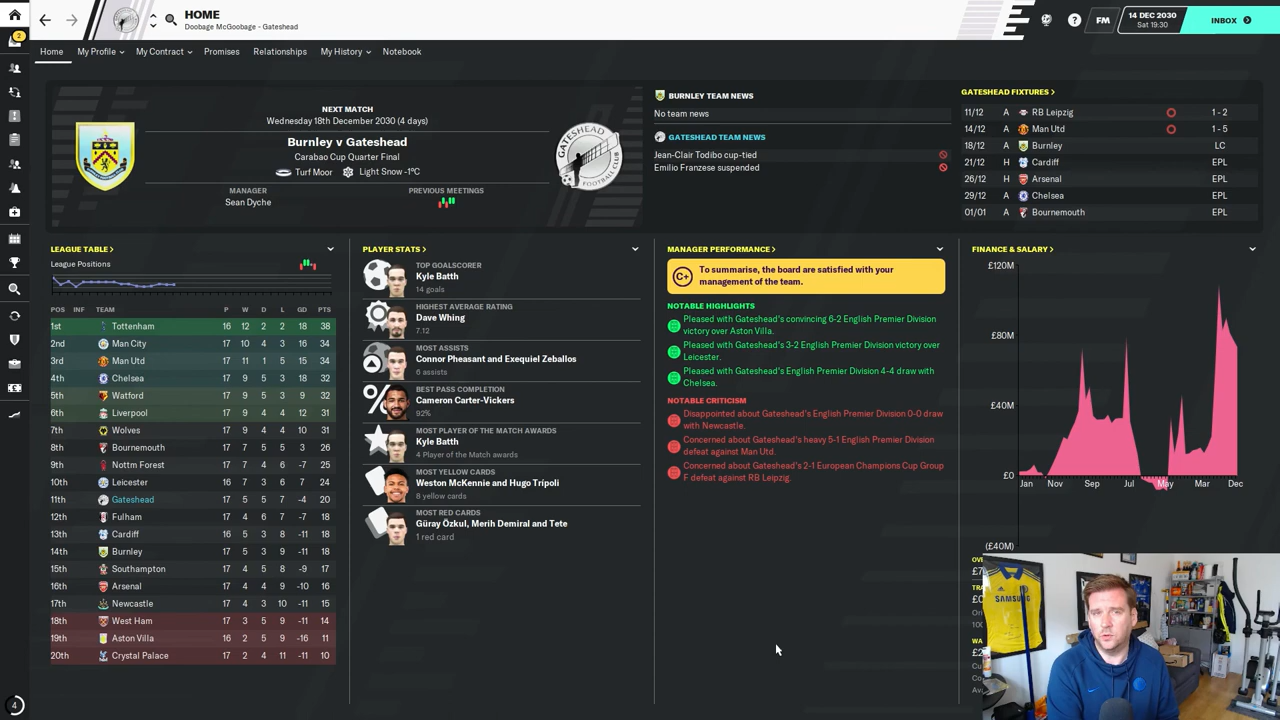 HOME
Doobage McGoobage - Gateshead
FM
14 DEC 2030
Sat 19:30
INBOX
2
Home
My Profile
My Contract
Promises
Relationships
My History
Notebook
NEXT MATCH
Wednesday 18th December 2030 (4 days)
Burnley v Gateshead
Carabao Cup Quarter Final
Turf Moor
Light Snow -1°C
MANAGER
Sean Dyche
PREVIOUS MEETINGS
GATESHEAD
FOOTBALL CLUB
BURNLEY TEAM NEWS
No team news
GATESHEAD TEAM NEWS
Jean-Clair Todibo cup-tied
Emilio Franzese suspended
GATESHEAD FIXTURES >
11/12 A RB Leipzig 1 - 2
14/12 A Man Utd 1 - 5
18/12 A Burnley LC
21/12 H Cardiff EPL
26/12 H Arsenal EPL
29/12 A Chelsea EPL
01/01 A Bournemouth EPL
LEAGUE TABLE >
League Positions
POS INF TEAM P W D L GD PTS
1st Tottenham 16 12 2 2 18 38
2nd Man City 17 10 4 3 16 34
3rd Man Utd 17 11 1 5 15 34
4th Chelsea 17 9 5 3 18 32
5th Watford 17 9 5 3 9 32
6th Liverpool 17 9 4 4 12 31
7th Wolves 17 9 4 4 10 31
8th Bournemouth 17 7 5 5 3 26
9th Nottm Forest 17 7 4 6 -7 25
10th Leicester 17 6 3 6 7 24
11th Gateshead 17 5 5 7 -4 20
12th Fulham 17 4 6 7 -7 18
13th Cardiff 17 5 3 8 -11 18
14th Burnley 17 5 3 9 -11 18
15th Southampton 17 4 5 8 -9 17
16th Arsenal 17 4 4 9 -10 16
17th Newcastle 17 4 3 10 -11 15
18th West Ham 17 3 5 9 -11 14
19th Aston Villa 16 2 5 9 -16 11
20th Crystal Palace 17 2 4 11 -11 10
PLAYER STATS >
TOP GOALSCORER
Kyle Batth
14 goals
HIGHEST AVERAGE RATING
Dave Whing
7.12
MOST ASSISTS
Connor Pheasant and Exequiel Zeballos
6 assists
BEST PASS COMPLETION
Cameron Carter-Vickers
92%
MOST PLAYER OF THE MATCH AWARDS
Kyle Batth
4 Player of the Match awards
MOST YELLOW CARDS
Weston McKennie and Hugo Tripoli
8 yellow cards
MOST RED CARDS
Güray Özkul, Merih Demiral and Tete
1 red card
MANAGER PERFORMANCE >
C+
To summarise, the board are satisfied with your
management of the team.
NOTABLE HIGHLIGHTS
Pleased with Gateshead's convincing 6-2 English Premier Division
victory over Aston Villa.
Pleased with Gateshead's 3-2 English Premier Division victory over
Leicester.
Pleased with Gateshead's English Premier Division 4-4 draw with
Chelsea.
NOTABLE CRITICISM
Disappointed about Gateshead's English Premier Division 0-0 draw
with Newcastle.
Concerned about Gateshead's heavy 5-1 English Premier Division
defeat against Man Utd.
Concerned about Gateshead's 2-1 European Champions Cup Group
F defeat against RB Leipzig.
FINANCE & SALARY >
£120M
£80M
£40M
£0
(£40M)
Jan Nov Sep Jul May Mar Dec
SAMSUNG
4